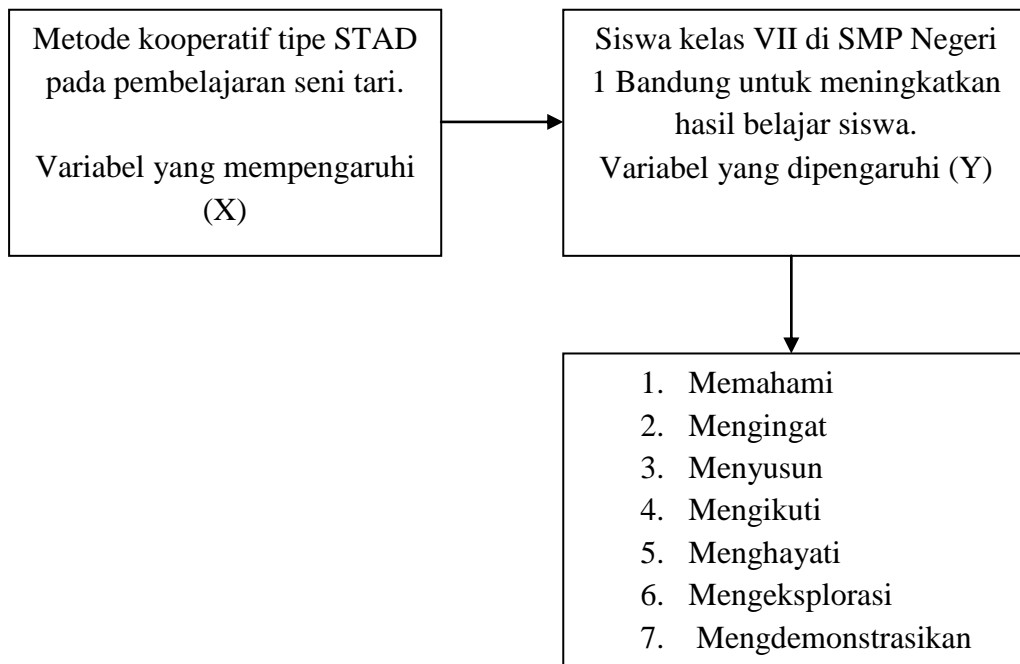 Metode kooperatif tipe STAD
pada pembelajaran seni tari.
Variabel yang mempengaruhi
(X)
Siswa kelas VII di SMP Negeri
1 Bandung untuk meningkatkan
hasil belajar siswa.
Variabel yang dipengaruhi (Y)
1. Memahami
2. Mengingat
3. Menyusun
4. Mengikuti
5. Menghayati
6. Mengeksplorasi
7. Mengdemonstrasikan